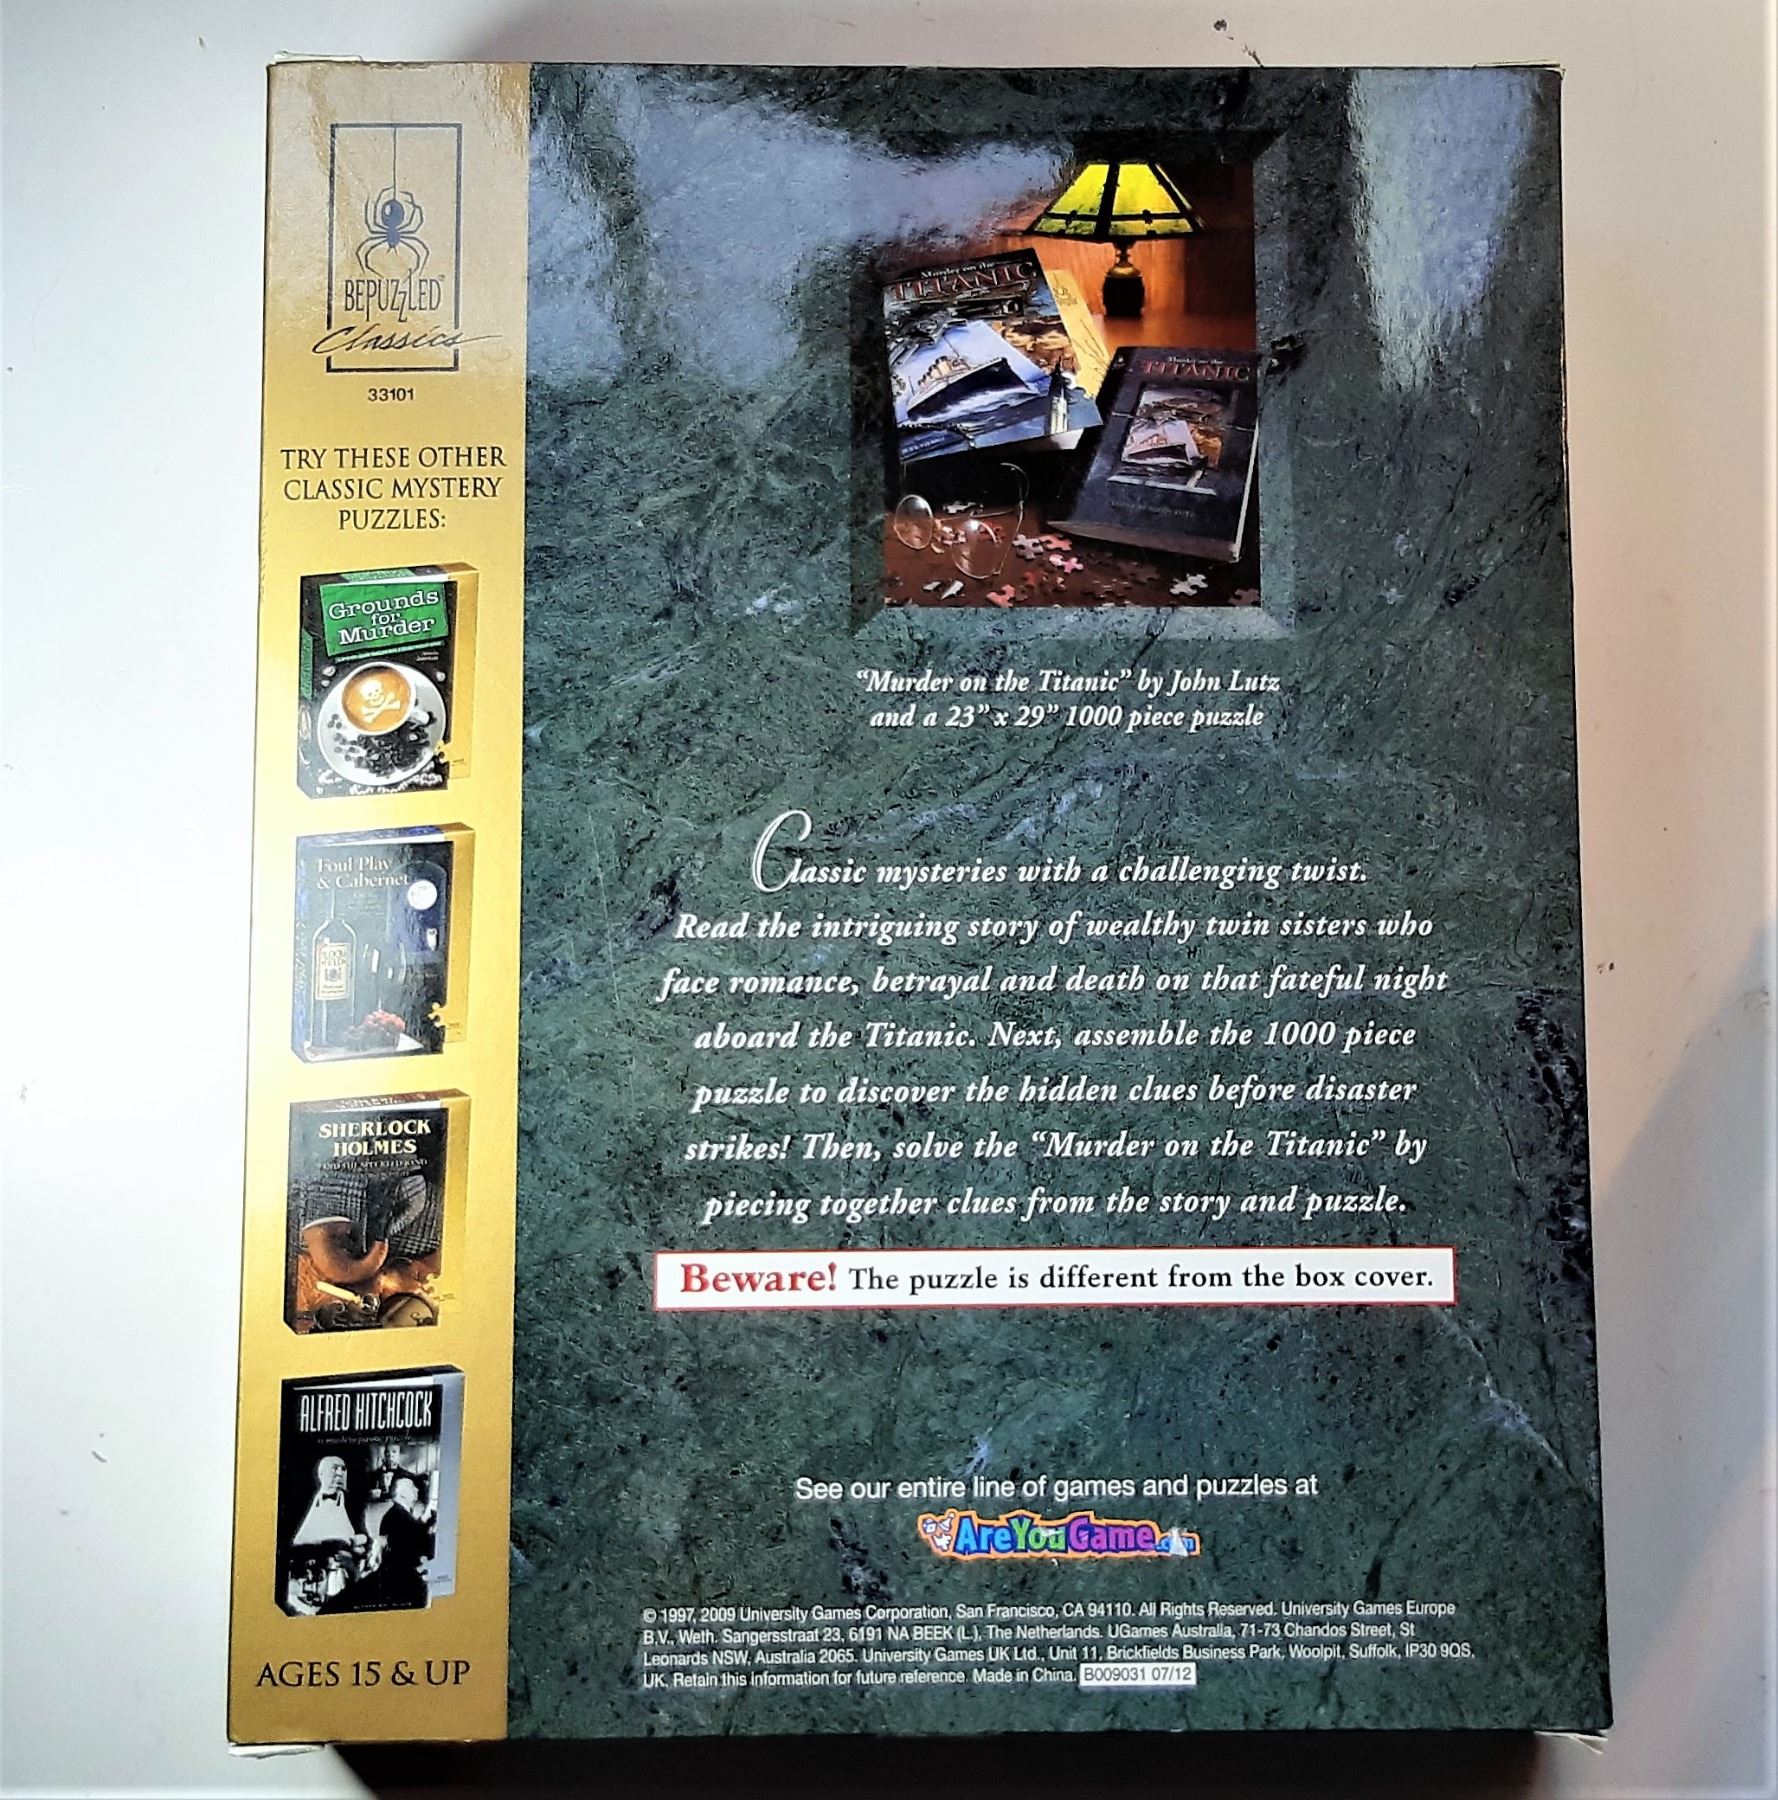 BEPUZZLED
Classics
33101
TRY THESE OTHER
CLASSIC MYSTERY
PUZZLES:
Grounds
for
Murder
Foul Play
& Cabernet
SHERLOCK
HOLMES
AND THE SPECKLED BAND
ALFRED HITCHCOCK
AGES 15 & UP
Murder on the
TITANIC
Murder on the
TITANIC
“Murder on the Titanic” by John Lutz
and a 23” x 29” 1000 piece puzzle
Classic mysteries with a challenging twist.
Read the intriguing story of wealthy twin sisters who
face romance, betrayal and death on that fateful night
aboard the Titanic. Next, assemble the 1000 piece
puzzle to discover the hidden clues before disaster
strikes! Then, solve the “Murder on the Titanic” by
piecing together clues from the story and puzzle.
Beware! The puzzle is different from the box cover.
See our entire line of games and puzzles at
AreYouGame.com
© 1997, 2009 University Games Corporation, San Francisco, CA 94110. All Rights Reserved. University Games Europe
B.V., Weth. Sangersstraat 23, 6191 NA BEEK (L.), The Netherlands. UGames Australia, 71-73 Chandos Street, St
Leonards NSW, Australia 2065. University Games UK Ltd., Unit 11, Brickfields Business Park, Woolpit, Suffolk, IP30 9QS,
UK. Retain this information for future reference. Made in China. B009031 07/12